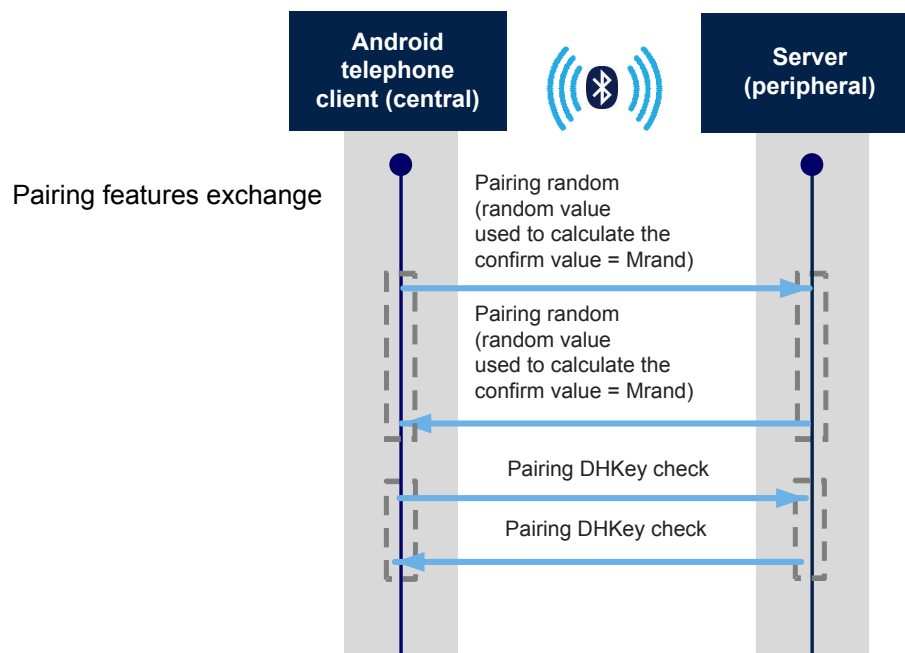 Android
telephone
client (central)
Server
(peripheral)
Pairing features exchange
Pairing random
(random value
used to calculate the
confirm value = Mrand)
Pairing random
(random value
used to calculate the
confirm value = Mrand)
Pairing DHKey check
Pairing DHKey check